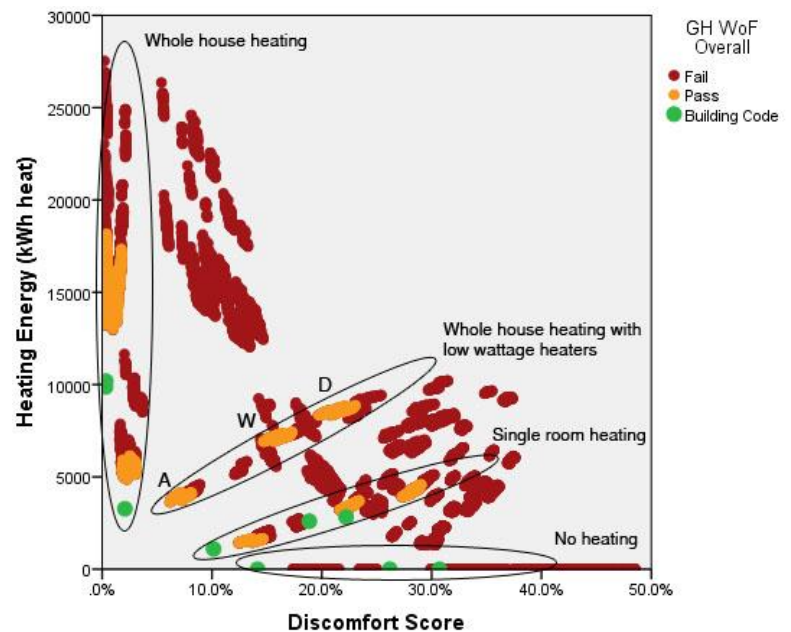 GH WoF
Overall
Fail
Pass
Building Code
Heating Energy (kWh heat)
30000
25000
20000
15000
10000
5000
0
Whole house heating
Whole house heating with
low wattage heaters
D
W
A
Single room heating
No heating
.0%
10.0%
20.0%
30.0%
40.0%
50.0%
Discomfort Score